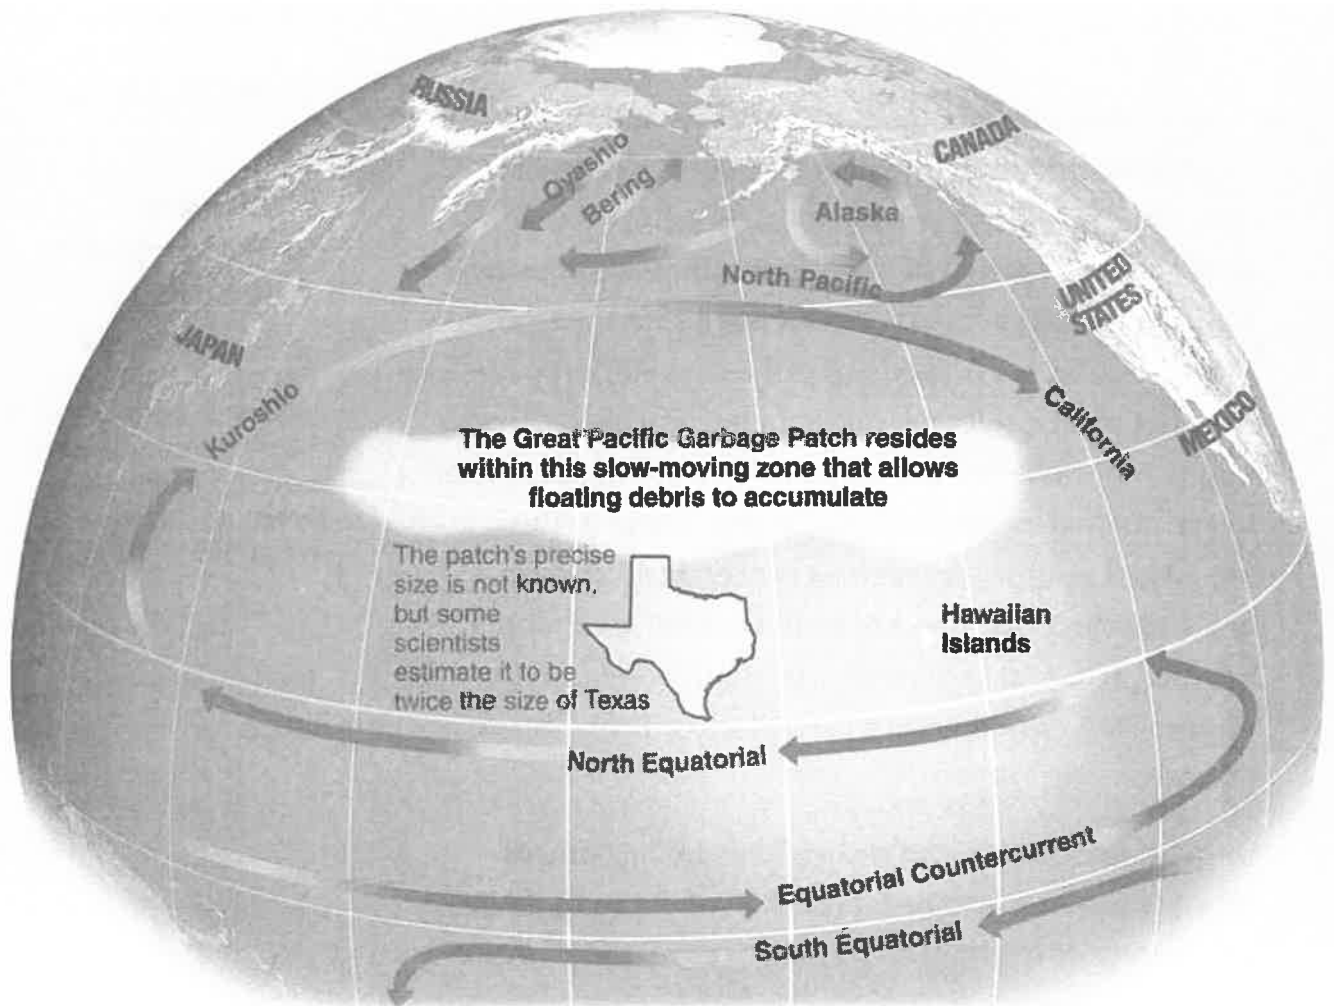 RUSSIA
CANADA
Oyashio
Bering
Alaska
North Pacific
UNITED
STATES
JAPAN
Kuroshio
California
MEXICO
The Great Pacific Garbage Patch resides
within this slow-moving zone that allows
floating debris to accumulate
The patch's precise
size is not known,
but some
scientists
estimate it to be
twice the size of Texas
Hawaiian
Islands
North Equatorial
Equatorial Countercurrent
South Equatorial